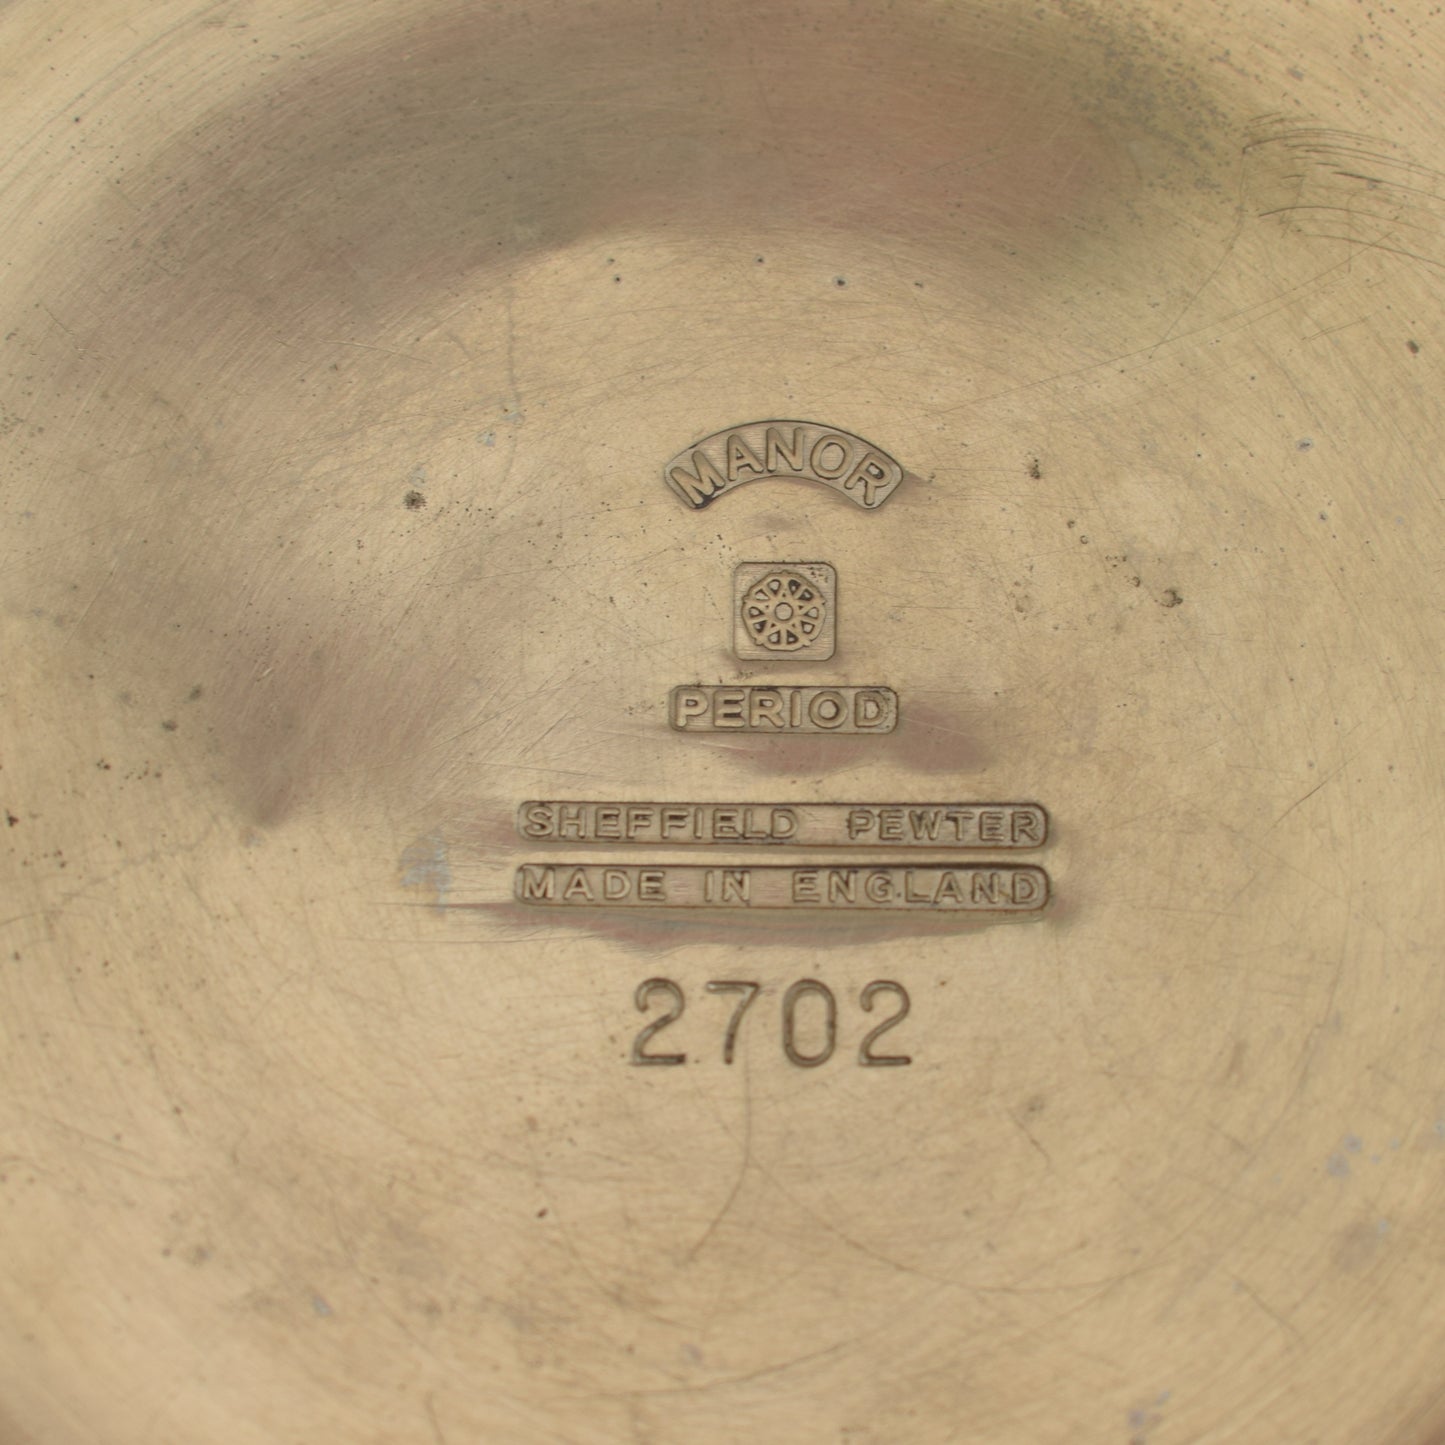 MANOR
PERIOD
SHEFFIELD PEWTER
MADE IN ENGLAND
2702